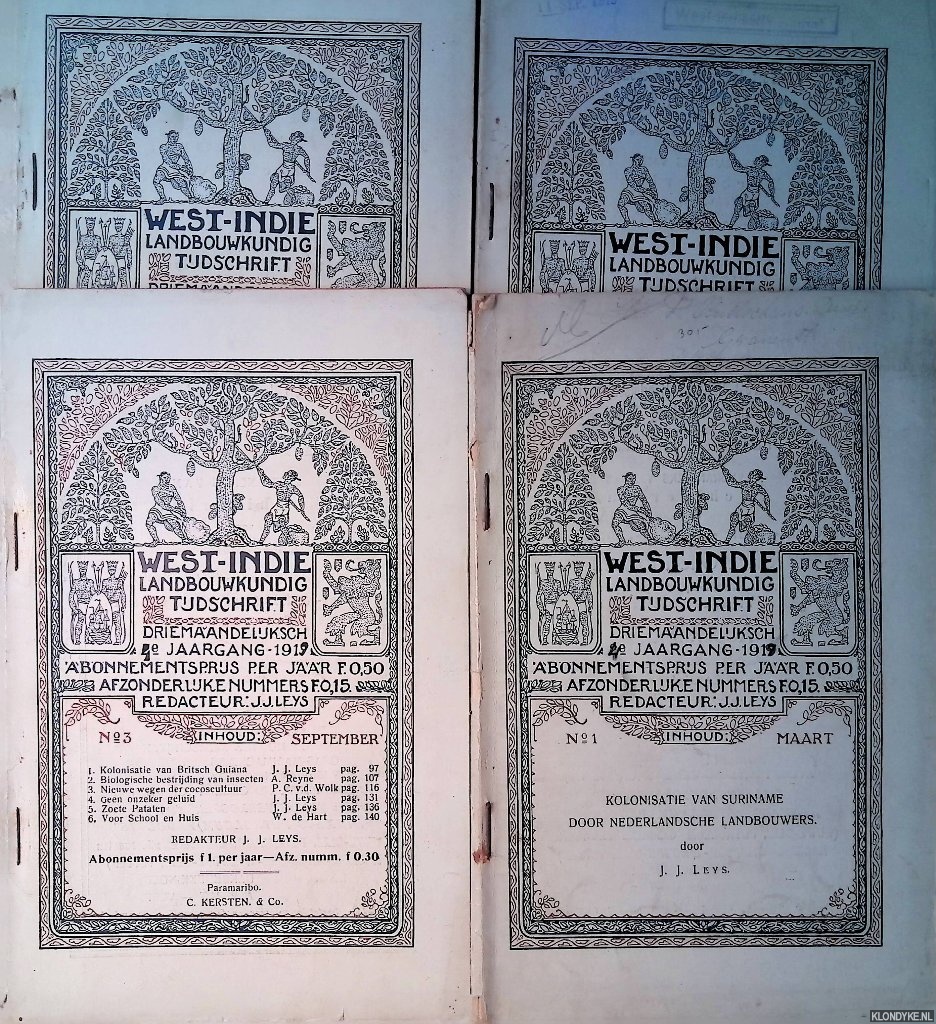 WEST-INDIE
LANDBOUWKUNDIG
TIJDSCHRIFT
WEST-INDIE
LANDBOUWKUNDIG
TIJDSCHRIFT
WEST-INDIE
LANDBOUWKUNDIG
TIJDSCHRIFT
DRIEMAANDELIJKSCH
4e JAARGANG-1919.
ABONNEMENTSPRIJS PER JAAR F.0,50
AFZONDERLIJKE NUMMERS F.0,15.
REDACTEUR: J.J. LEYS
No3 INHOUD: SEPTEMBER
1. Kolonisatie van Britsch Guiana J. J. Leys pag. 97
2. Biologische bestrijding van insecten A. Reyne pag. 107
3. Nieuwe wegen der cocoscultuur P. C. v.d. Wolk pag. 116
4. Geen onzeker geluid J. J. Leys pag. 131
5. Zoete Pataten J. J. Leys pag. 136
6. Voor School en Huis W. de Hart pag. 140
REDAKTEUR J. J. LEYS.
Abonnementsprijs f 1. per jaar—Afz. numm. f 0.30
Paramaribo.
C. KERSTEN. & Co.
305
WEST-INDIE
LANDBOUWKUNDIG
TIJDSCHRIFT
DRIEMAANDELIJKSCH
4e JAARGANG-1919.
ABONNEMENTSPRIJS PER JAAR F.0,50
AFZONDERLIJKE NUMMERS F.0,15.
REDACTEUR: J.J. LEYS
No1 INHOUD: MAART
KOLONISATIE VAN SURINAME
DOOR NEDERLANDSCHE LANDBOUWERS.
door
J. J. LEYS.
KLONDYKE.NL